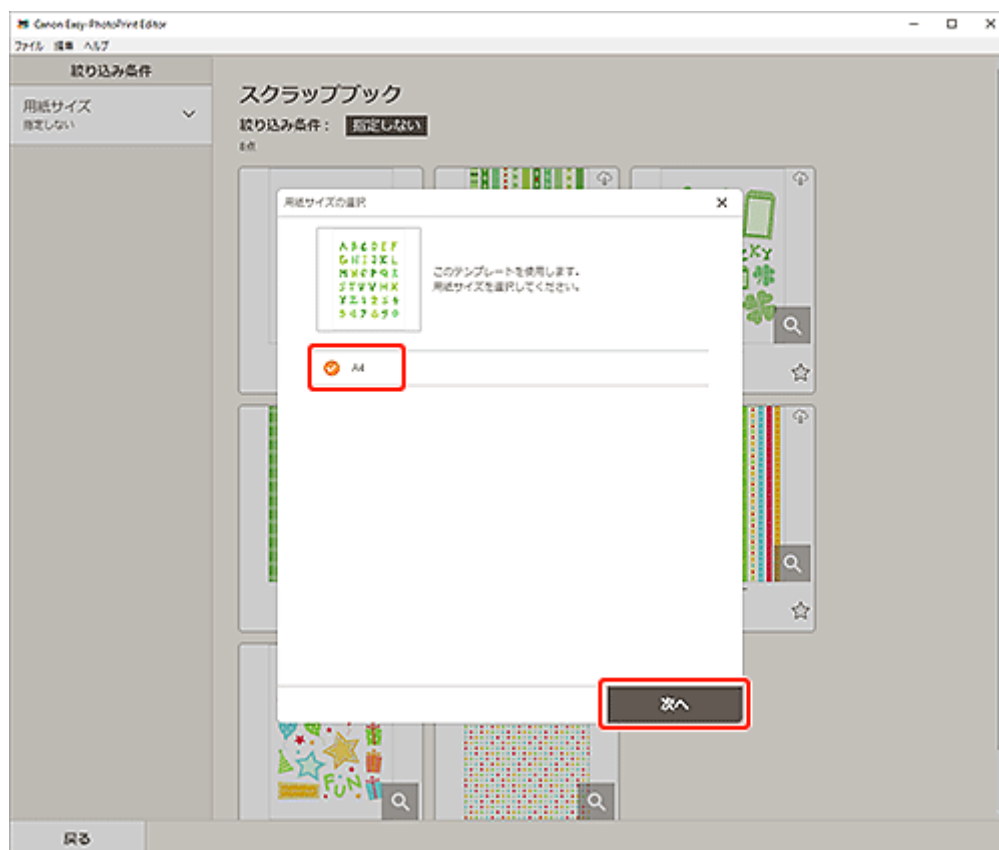 Canon Easy-PhotoPrint Editor
ファイル 編集 ヘルプ
絞り込み条件
用紙サイズ
指定しない
スクラップブック
絞り込み条件： 指定しない
8点
用紙サイズの選択
このテンプレートを使用します。
用紙サイズを選択してください。
A4
次へ
FUN
戻る